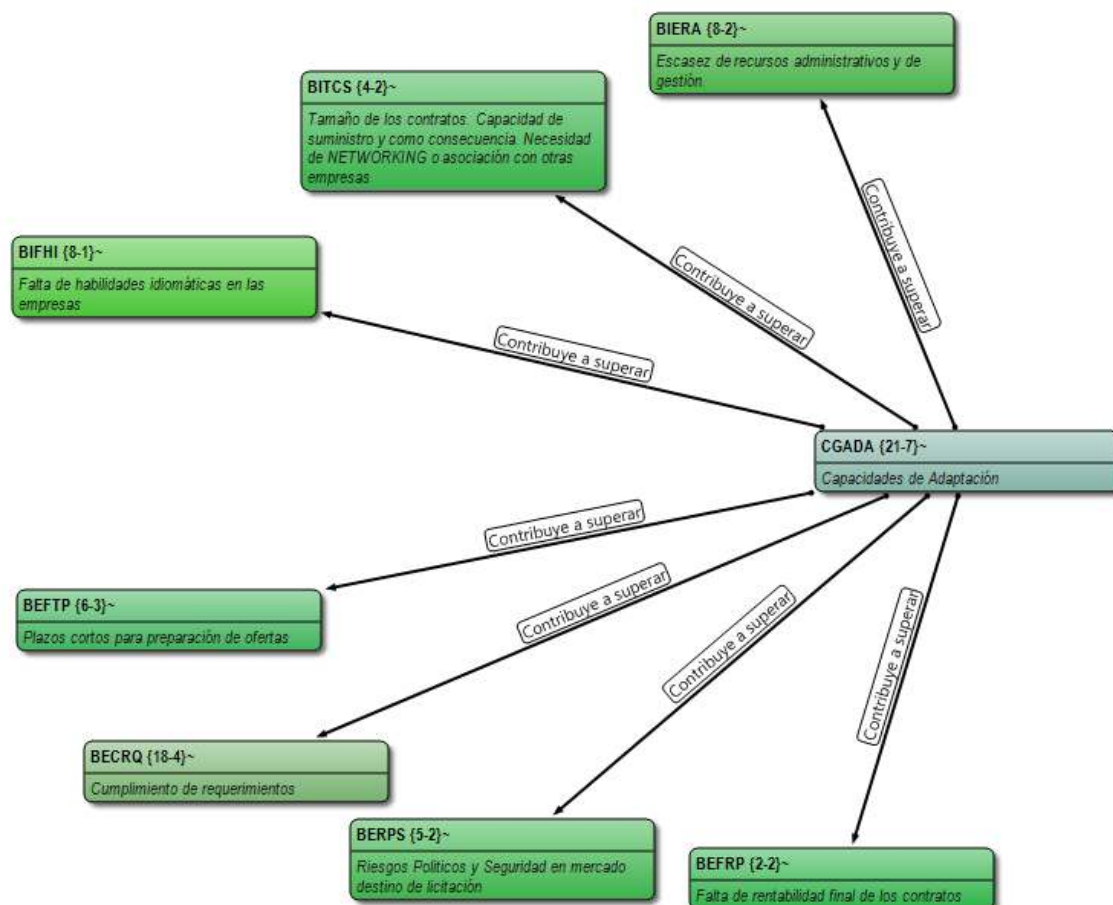 BIERA {8-2}~
Escasez de recursos administrativos y de
gestión.
BITCS {4-2}~
Tamaño de los contratos. Capacidad de
suministro y como consecuencia. Necesidad
de NETWORKING o asociación con otras
empresas
BIFHI {8-1}~
Falta de habilidades idiomáticas en las
empresas
Contribuye a superar
Contribuye a superar
Contribuye a superar
CGADA {21-7}~
Capacidades de Adaptación
Contribuye a superar
Contribuye a superar
Contribuye a superar
Contribuye a superar
BEFTP {6-3}~
Plazos cortos para preparación de ofertas
BECRQ {18-4}~
Cumplimiento de requerimientos
BERPS {5-2}~
Riesgos Políticos y Seguridad en mercado
destino de licitación
BEFRP {2-2}~
Falta de rentabilidad final de los contratos